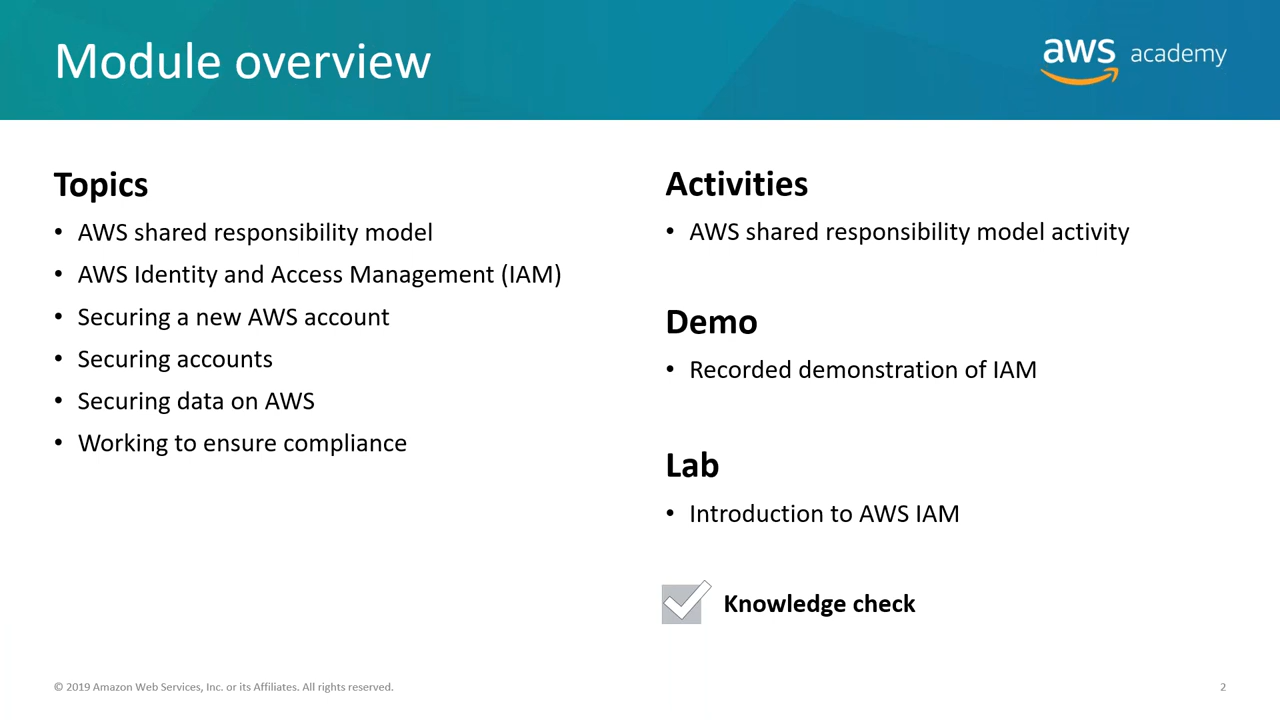 Module overview
aws academy
Topics
• AWS shared responsibility model
• AWS Identity and Access Management (IAM)
• Securing a new AWS account
• Securing accounts
• Securing data on AWS
• Working to ensure compliance
Activities
• AWS shared responsibility model activity
Demo
• Recorded demonstration of IAM
Lab
• Introduction to AWS IAM
Knowledge check
© 2019 Amazon Web Services, Inc. or its Affiliates. All rights reserved.
2